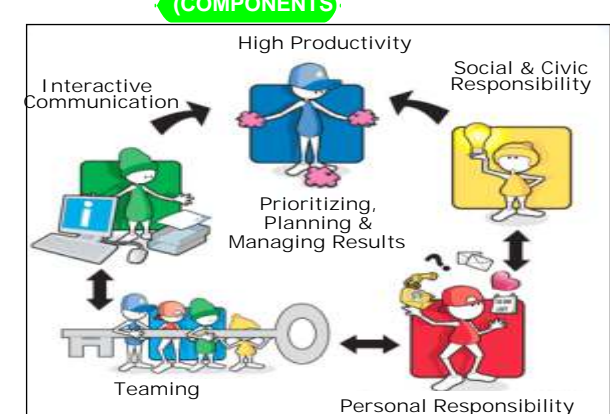 (COMPONENTS)
High Productivity
Interactive
Communication
Social & Civic
Responsibility
Prioritizing,
Planning &
Managing Results
Teaming
Personal Responsibility